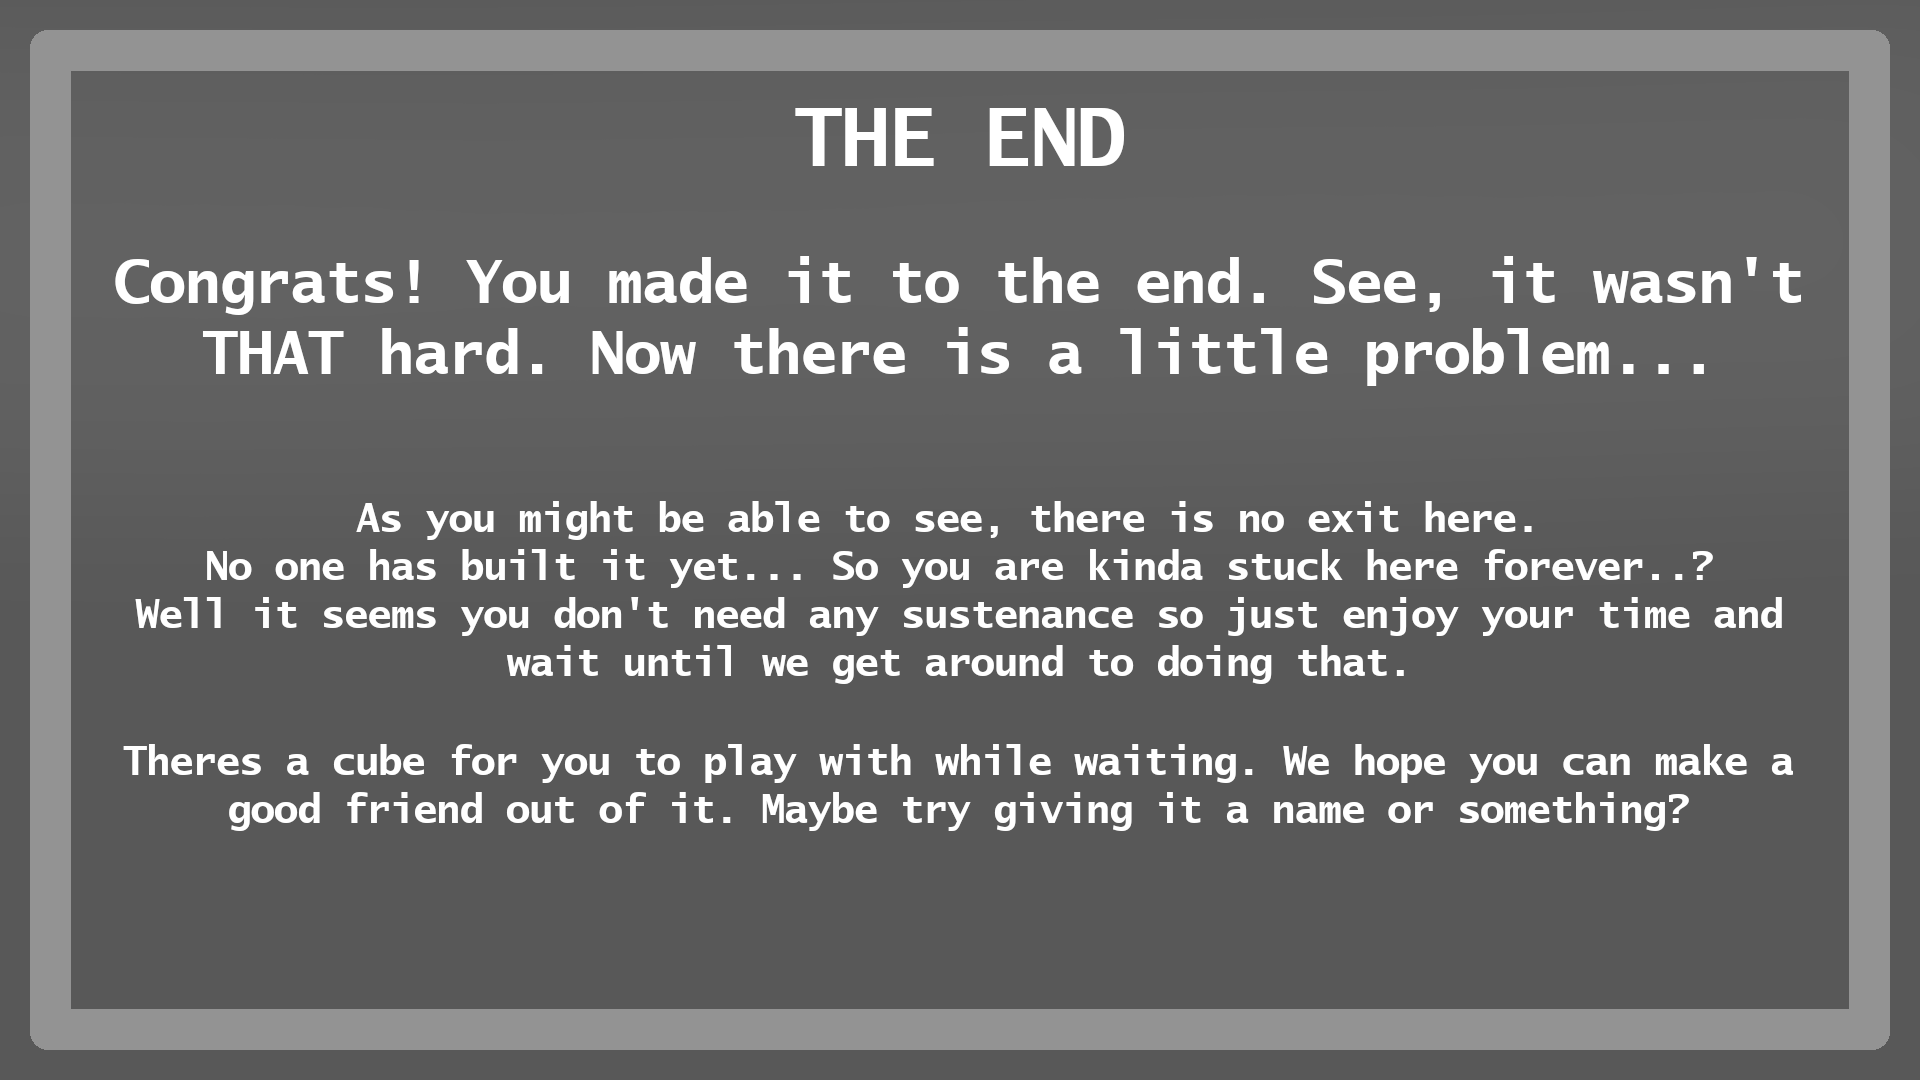 THE END
Congrats! You made it to the end. See, it wasn't
THAT hard. Now there is a little problem...
As you might be able to see, there is no exit here.
No one has built it yet... So you are kinda stuck here forever..?
Well it seems you don't need any sustenance so just enjoy your time and
wait until we get around to doing that.
Theres a cube for you to play with while waiting. We hope you can make a
good friend out of it. Maybe try giving it a name or something?